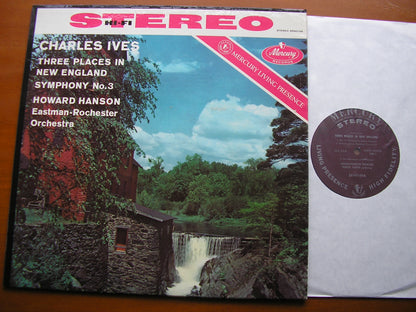 STEREO
HI-FI
CHARLES IVES
THREE PLACES IN
NEW ENGLAND
SYMPHONY No.3
HOWARD HANSON
Eastman-Rochester
Orchestra
MERCURY LIVING PRESENCE
Mercury
RECORDS
MERCURY
STEREO
LIVING PRESENCE
HIGH FIDELITY